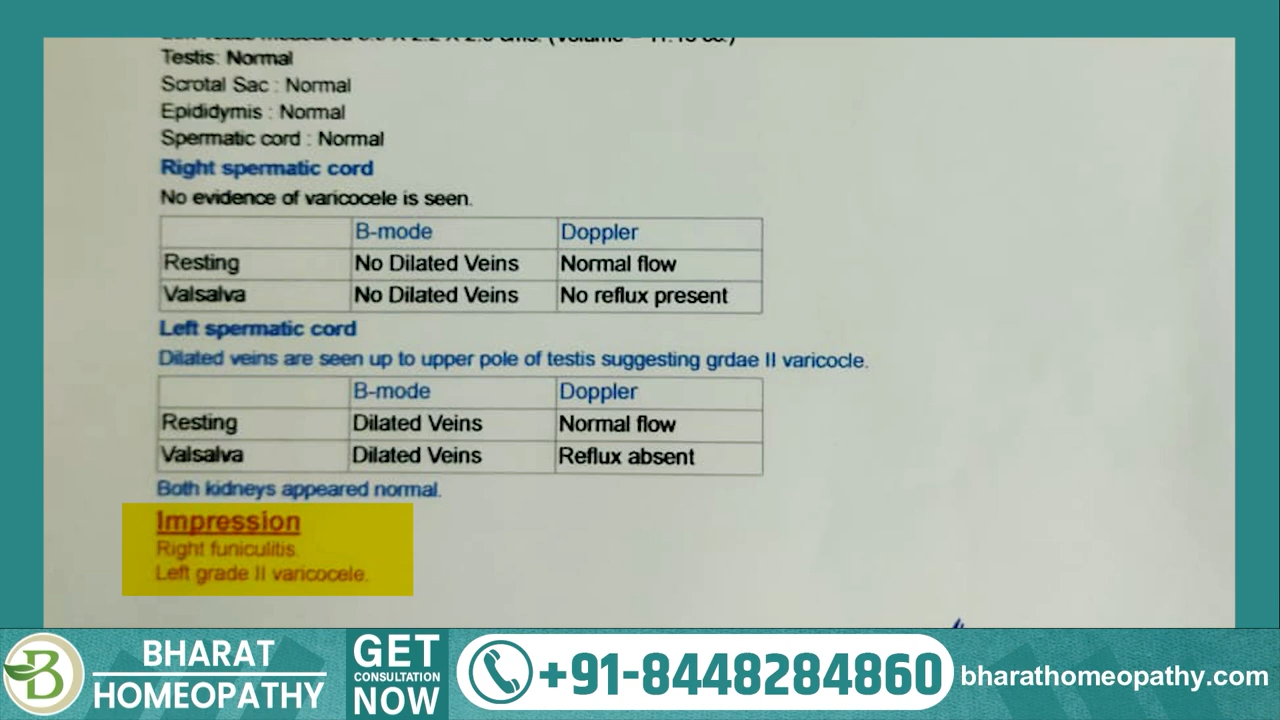 Testis: Normal
Scrotal Sac : Normal
Epididymis : Normal
Spermatic cord : Normal
Right spermatic cord
No evidence of varicocele is seen.
B-mode Doppler
Resting No Dilated Veins Normal flow
Valsalva No Dilated Veins No reflux present
Left spermatic cord
Dilated veins are seen up to upper pole of testis suggesting grdae II varicocle.
B-mode Doppler
Resting Dilated Veins Normal flow
Valsalva Dilated Veins Reflux absent
Both kidneys appeared normal.
Impression
Right funiculitis.
Left grade II varicocele.
B
BHARAT
HOMEOPATHY
GET
CONSULTATION
NOW
+91-8448284860
bharathomeopathy.com